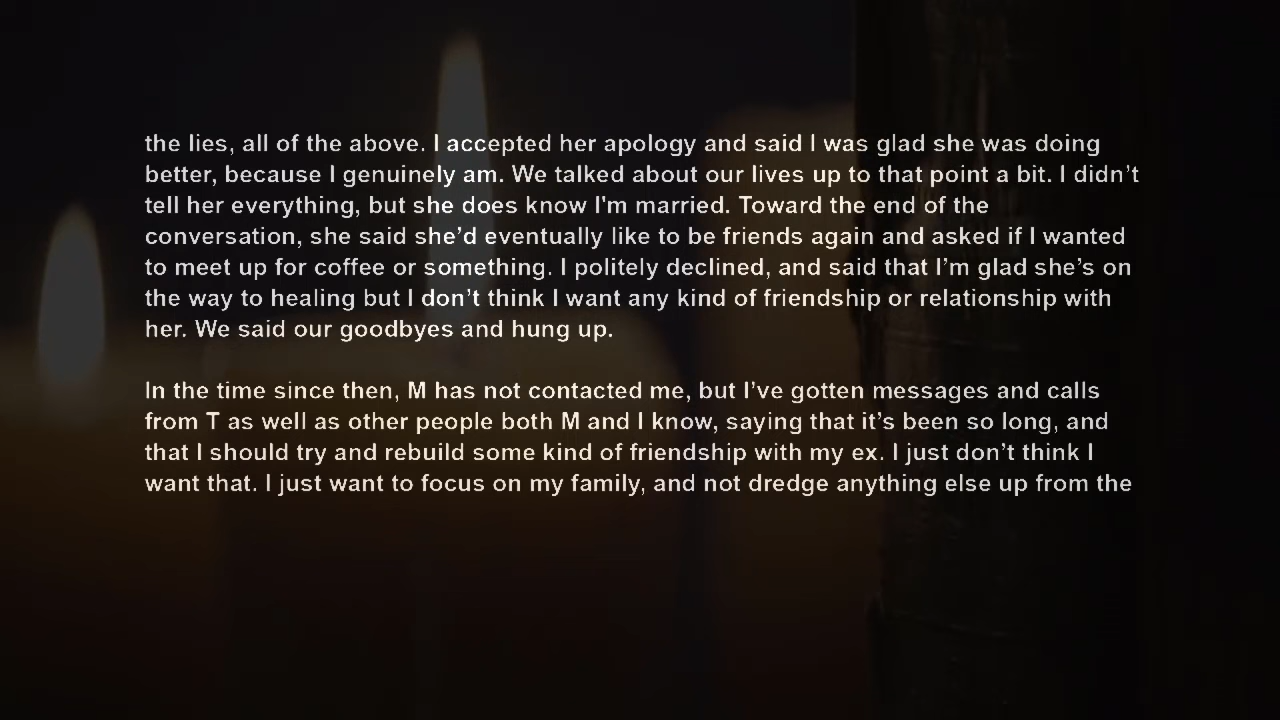 the lies, all of the above. I accepted her apology and said I was glad she was doing
better, because I genuinely am. We talked about our lives up to that point a bit. I didn’t
tell her everything, but she does know I'm married. Toward the end of the
conversation, she said she’d eventually like to be friends again and asked if I wanted
to meet up for coffee or something. I politely declined, and said that I’m glad she’s on
the way to healing but I don’t think I want any kind of friendship or relationship with
her. We said our goodbyes and hung up.
In the time since then, M has not contacted me, but I’ve gotten messages and calls
from T as well as other people both M and I know, saying that it’s been so long, and
that I should try and rebuild some kind of friendship with my ex. I just don’t think I
want that. I just want to focus on my family, and not dredge anything else up from the